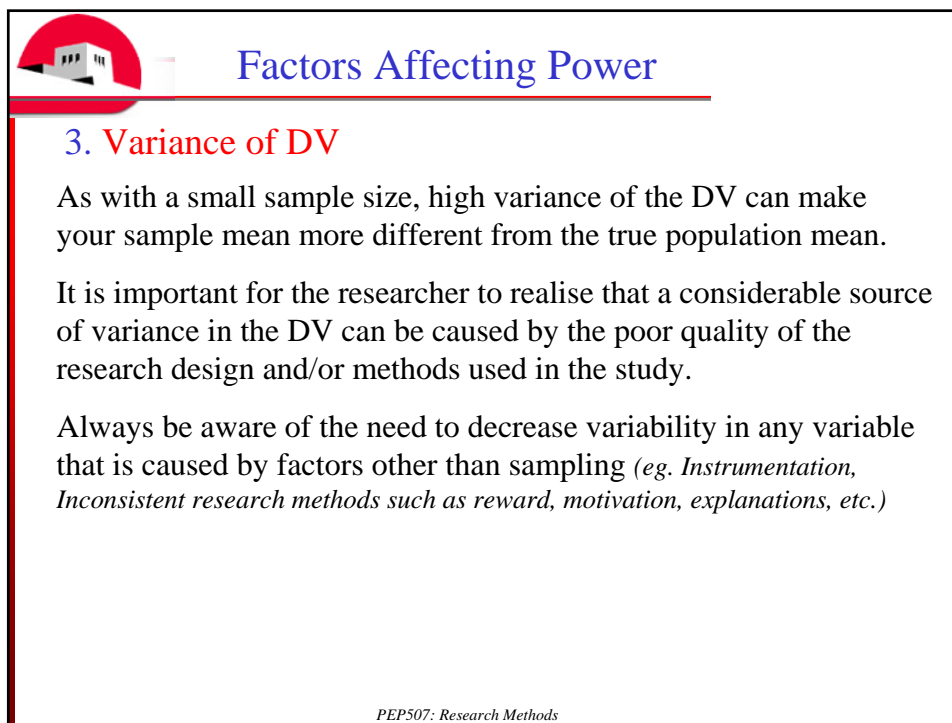 Factors Affecting Power
3. Variance of DV
As with a small sample size, high variance of the DV can make
your sample mean more different from the true population mean.
It is important for the researcher to realise that a considerable source
of variance in the DV can be caused by the poor quality of the
research design and/or methods used in the study.
Always be aware of the need to decrease variability in any variable
that is caused by factors other than sampling (eg. Instrumentation,
Inconsistent research methods such as reward, motivation, explanations, etc.)
PEP507: Research Methods